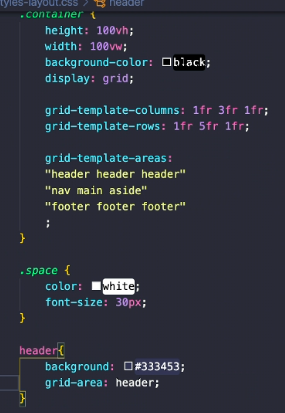 tyles-layout.css > header
.container {
height: 100vh;
width: 100vw;
background-color: black;
display: grid;
grid-template-columns: 1fr 3fr 1fr;
grid-template-rows: 1fr 5fr 1fr;
grid-template-areas:
"header header header"
"nav main aside"
"footer footer footer"
;
}
.space {
color: white;
font-size: 30px;
}
header{
background: #333453;
grid-area: header;
}